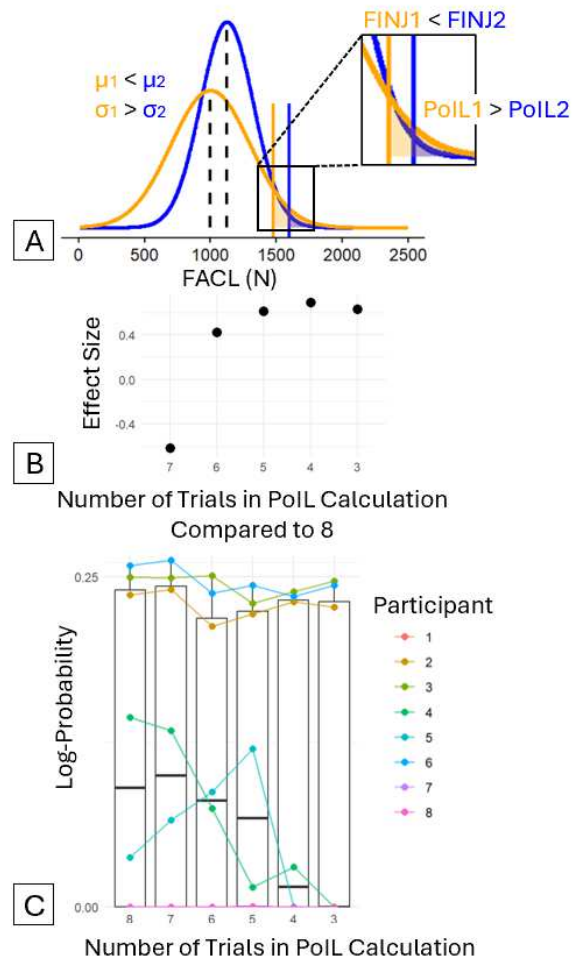 FINJ1 < FINJ2
μ1 < μ2
σ1 > σ2
PoIL1 > PoIL2
A
0 500 1000 1500 2000 2500
FACL (N)
Effect Size
0.4
0.0
-0.4
7 6 5 4 3
B
Number of Trials in PoIL Calculation
Compared to 8
Log-Probability
0.25
0.00
Participant
1
2
3
4
5
6
7
8
C
8 7 6 5 4 3
Number of Trials in PoIL Calculation